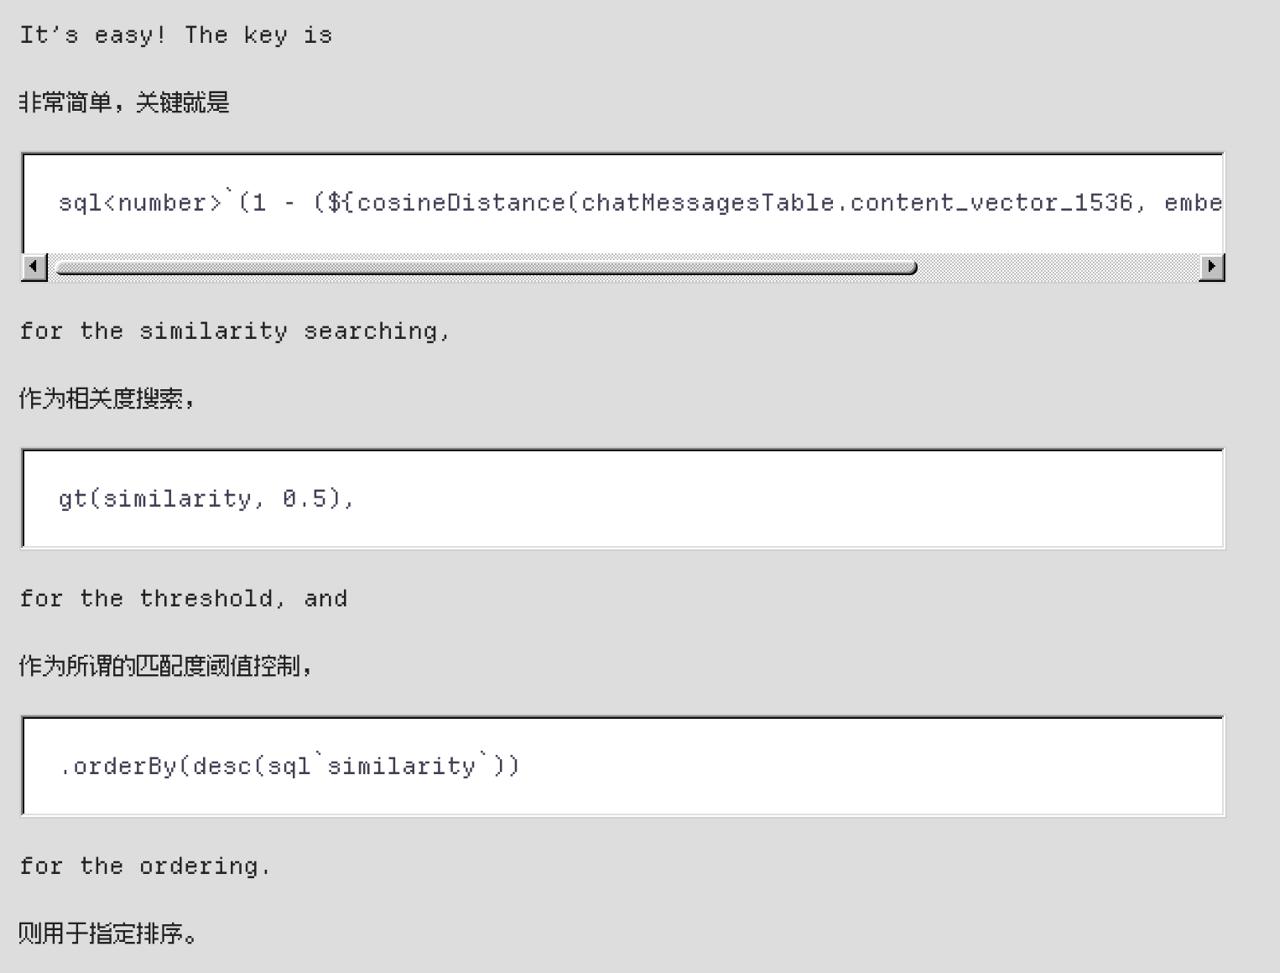 It's easy! The key is
非常简单，关键就是
sql<number>`(1 - (${cosineDistance(chatMessagesTable.content_vector_1536, embe
for the similarity searching,
作为相关度搜索，
gt(similarity, 0.5),
for the threshold, and
作为所谓的匹配度阈值控制，
.orderBy(desc(sql`similarity`))
for the ordering.
则用于指定排序。